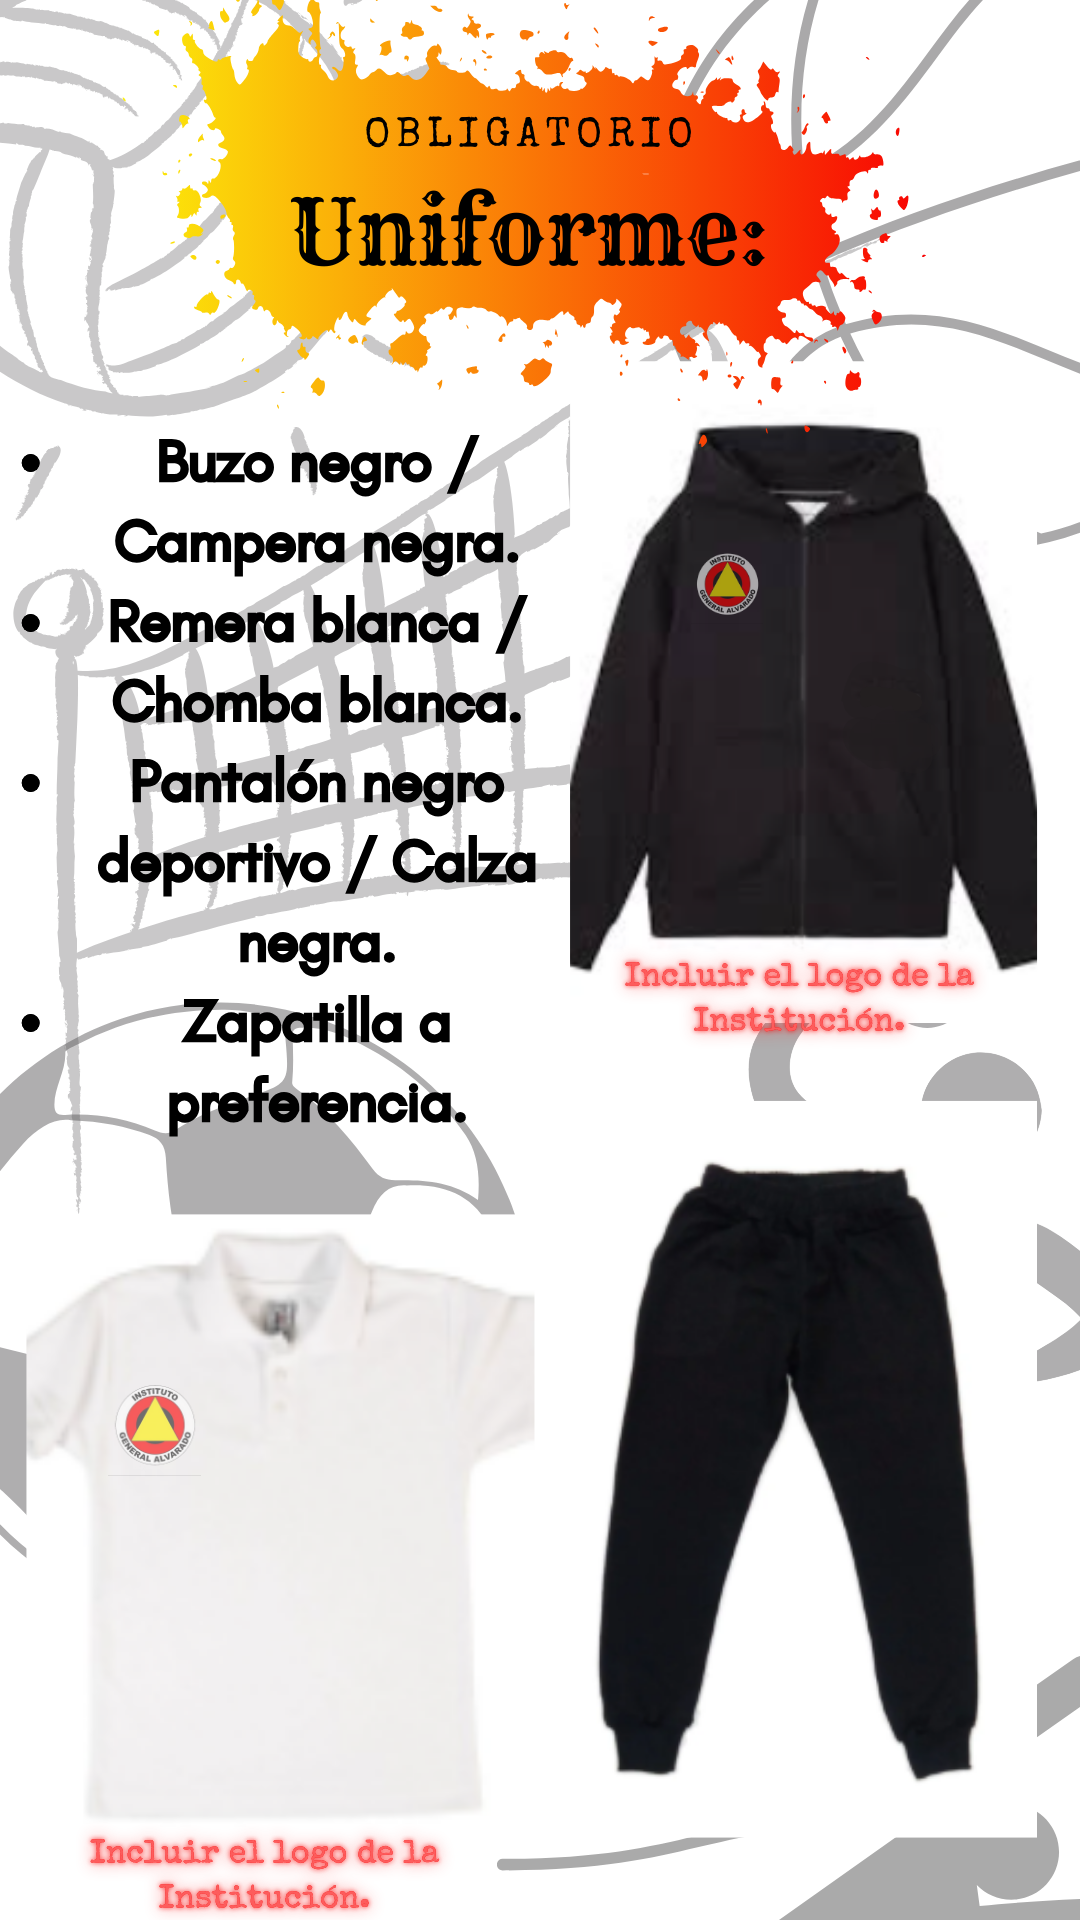 OBLIGATORIO
Uniforme:
• Buzo negro /
Campera negra.
• Remera blanca /
Chomba blanca.
• Pantalón negro
deportivo / Calza
negra.
• Zapatilla a
preferencia.
INSTITUTO
GENERAL ALVARADO
Incluir el logo de la
Institución.
INSTITUTO
GENERAL ALVARADO
Incluir el logo de la
Institución.